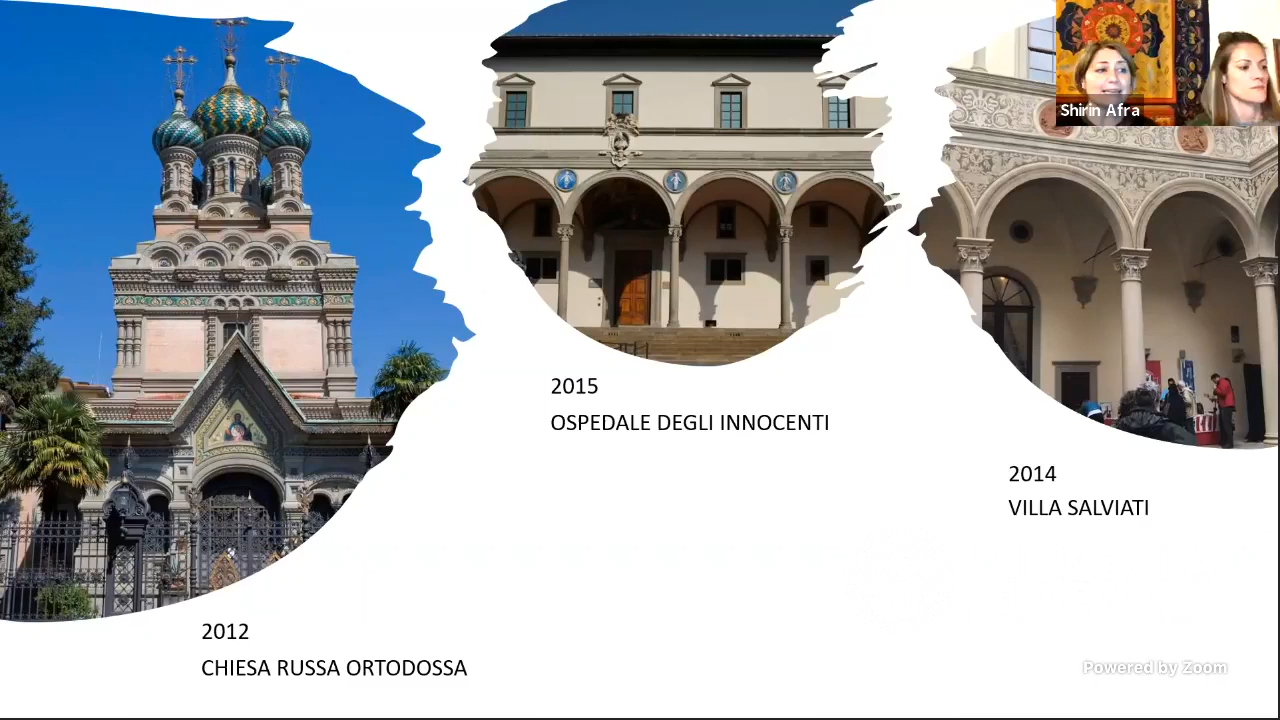 Shirin Afra
2015
OSPEDALE DEGLI INNOCENTI
2014
VILLA SALVIATI
2012
CHIESA RUSSA ORTODOSSA
Powered by Zoom